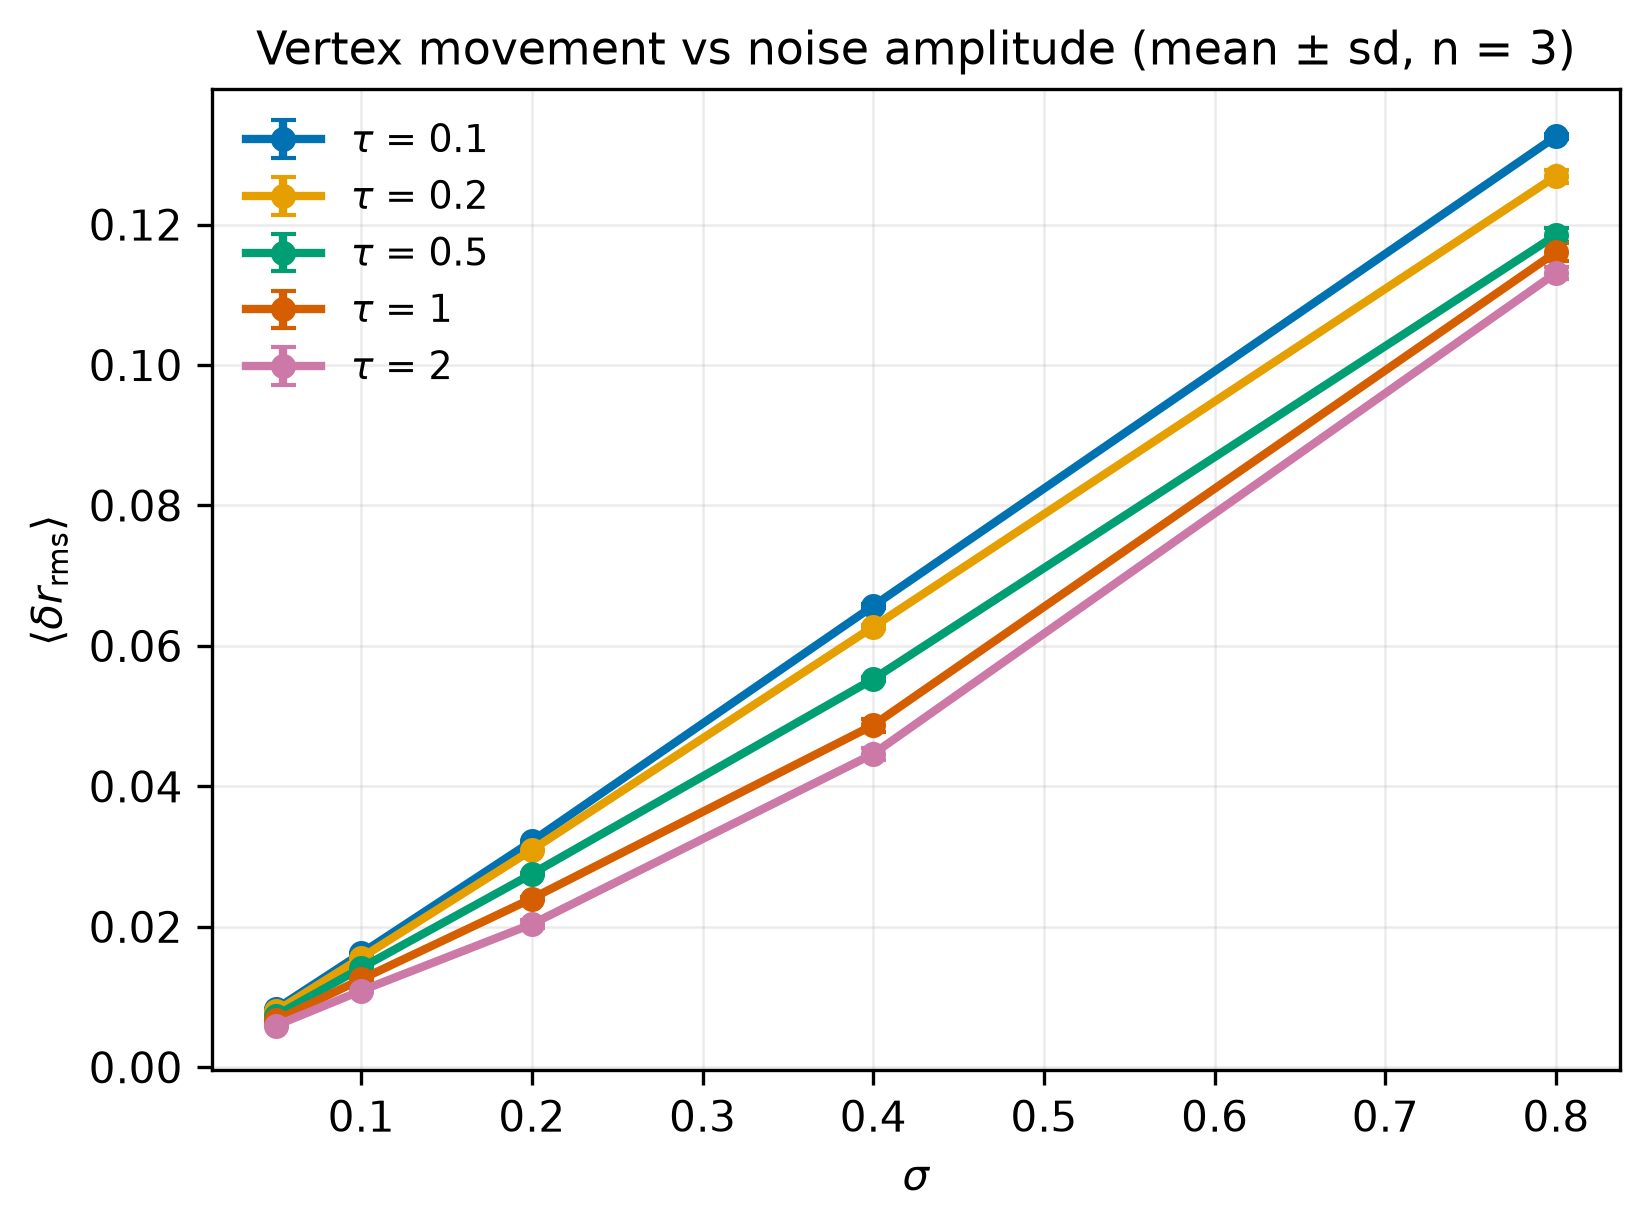 Vertex movement vs noise amplitude (mean ± sd, n = 3)
τ = 0.1
τ = 0.2
τ = 0.5
τ = 1
τ = 2
0.12
0.10
0.08
0.06
0.04
0.02
0.00
⟨δr_rms⟩
0.1 0.2 0.3 0.4 0.5 0.6 0.7 0.8
σ